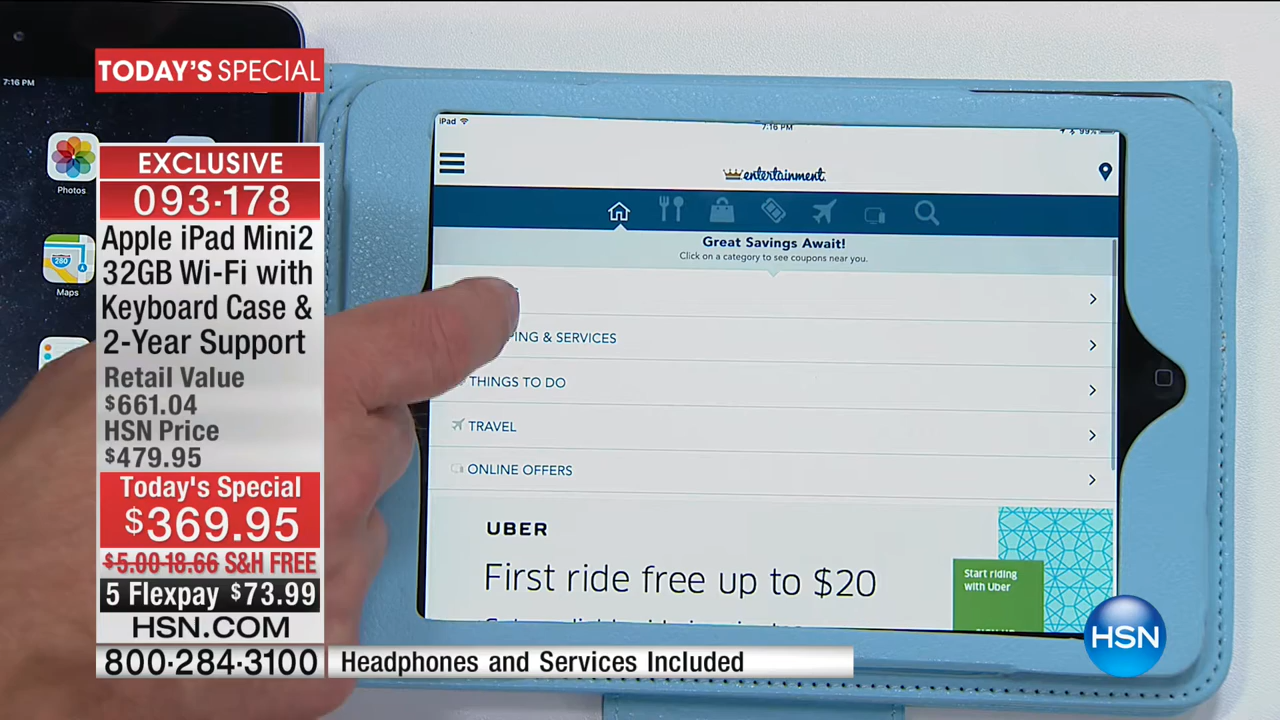 TODAY'S SPECIAL
EXCLUSIVE
093-178
Apple iPad Mini2
32GB Wi-Fi with
Keyboard Case &
2-Year Support
Retail Value
$661.04
HSN Price
$479.95
Today's Special
$369.95
$5.00-18.66 S&H FREE
5 Flexpay $73.99
HSN.COM
800-284-3100
Headphones and Services Included
HSN
7:16 PM
Photos
Maps
280
iPad
7:16 PM
99%
entertainment.
Great Savings Await!
Click on a category to see coupons near you.
PING & SERVICES
THINGS TO DO
TRAVEL
ONLINE OFFERS
UBER
First ride free up to $20
Start riding
with Uber